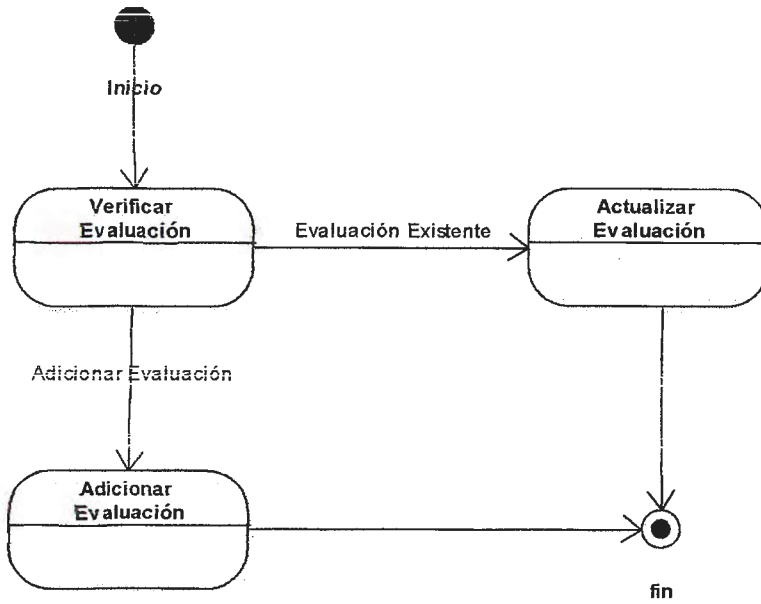 Inicio
Verificar
Evaluación
Evaluación Existente
Actualizar
Evaluación
Adicionar Evaluación
Adicionar
Evaluación
fin